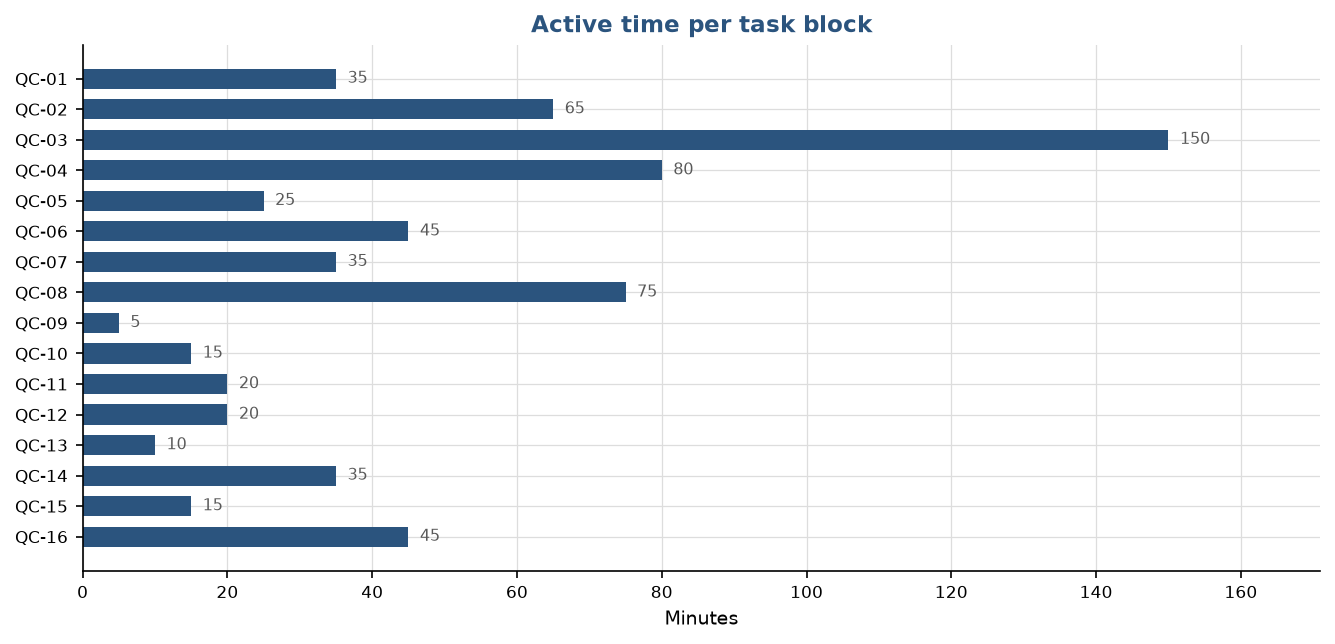 Active time per task block
QC-01 35
QC-02 65
QC-03 150
QC-04 80
QC-05 25
QC-06 45
QC-07 35
QC-08 75
QC-09 5
QC-10 15
QC-11 20
QC-12 20
QC-13 10
QC-14 35
QC-15 15
QC-16 45
0 20 40 60 80 100 120 140 160
Minutes